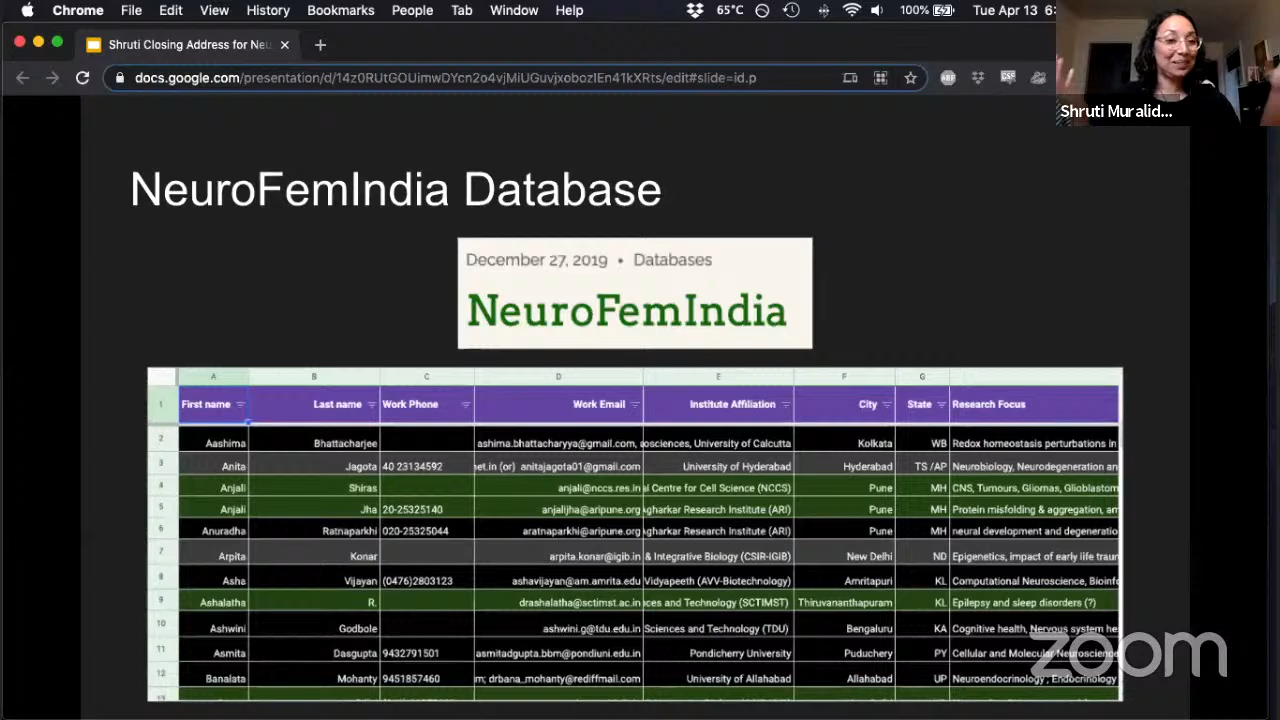 Chrome File Edit View History Bookmarks People Tab Window Help 65°C 100% Tue Apr 13 6:
Shruti Closing Address for Neu
docs.google.com/presentation/d/14z0RUtGOUimwDYcn2o4vjMiUGuvjxobozIEn41kXRts/edit#slide=id.p
ABP
Shruti Muralid...
NeuroFemIndia Database
December 27, 2019 • Databases
NeuroFemIndia
A B C D E F G
1 First name Last name Work Phone Work Email Institute Affiliation City State Research Focus
2 Aashima Bhattacharjee ashima.bhattacharyya@gmail.com, osciences, University of Calcutta Kolkata WB Redox homeostasis perturbations in
3 Anita Jagota 40 23134592 net.in (or) anitajagota01@gmail.com University of Hyderabad Hyderabad TS /AP Neurobiology, Neurodegeneration an
4 Anjali Shiras anjali@nccs.res.in al Centre for Cell Science (NCCS) Pune MH CNS, Tumours, Gliomas, Glioblastom
5 Anjali Jha 20-25325140 anjalijha@aripune.org Agharkar Research Institute (ARI) Pune MH Protein misfolding & aggregation, am
6 Anuradha Ratnaparkhi 020-25325044 aratnaparkhi@aripune.org Agharkar Research Institute (ARI) Pune MH neural development and degeneratio
7 Arpita Konar arpita.konar@igib.in & Integrative Biology (CSIR-IGIB) New Delhi ND Epigenetics, impact of early life traum
8 Asha Vijayan (0476)2803123 ashavijayan@am.amrita.edu Vidyapeeth (AVV-Biotechnology) Amritapuri KL Computational Neuroscience, Bioinfo
9 Ashalatha R. drashalatha@sctimst.ac.in ces and Technology (SCTIMST) Thiruvananthapuram KL Epilepsy and sleep disorders (?)
10 Ashwini Godbole ashwini.g@tdu.edu.in Sciences and Technology (TDU) Bengaluru KA Cognitive health, Nervous system he
11 Asmita Dasgupta 9432791501 asmitadgupta.bbm@pondiuni.edu.in Pondicherry University Puduchery PY Cellular and Molecular Neuroscience
12 Banalata Mohanty 9451857460 m; drbana_mohanty@rediffmail.com University of Allahabad Allahabad UP Neuroendocrinology, Endocrinology
zoom